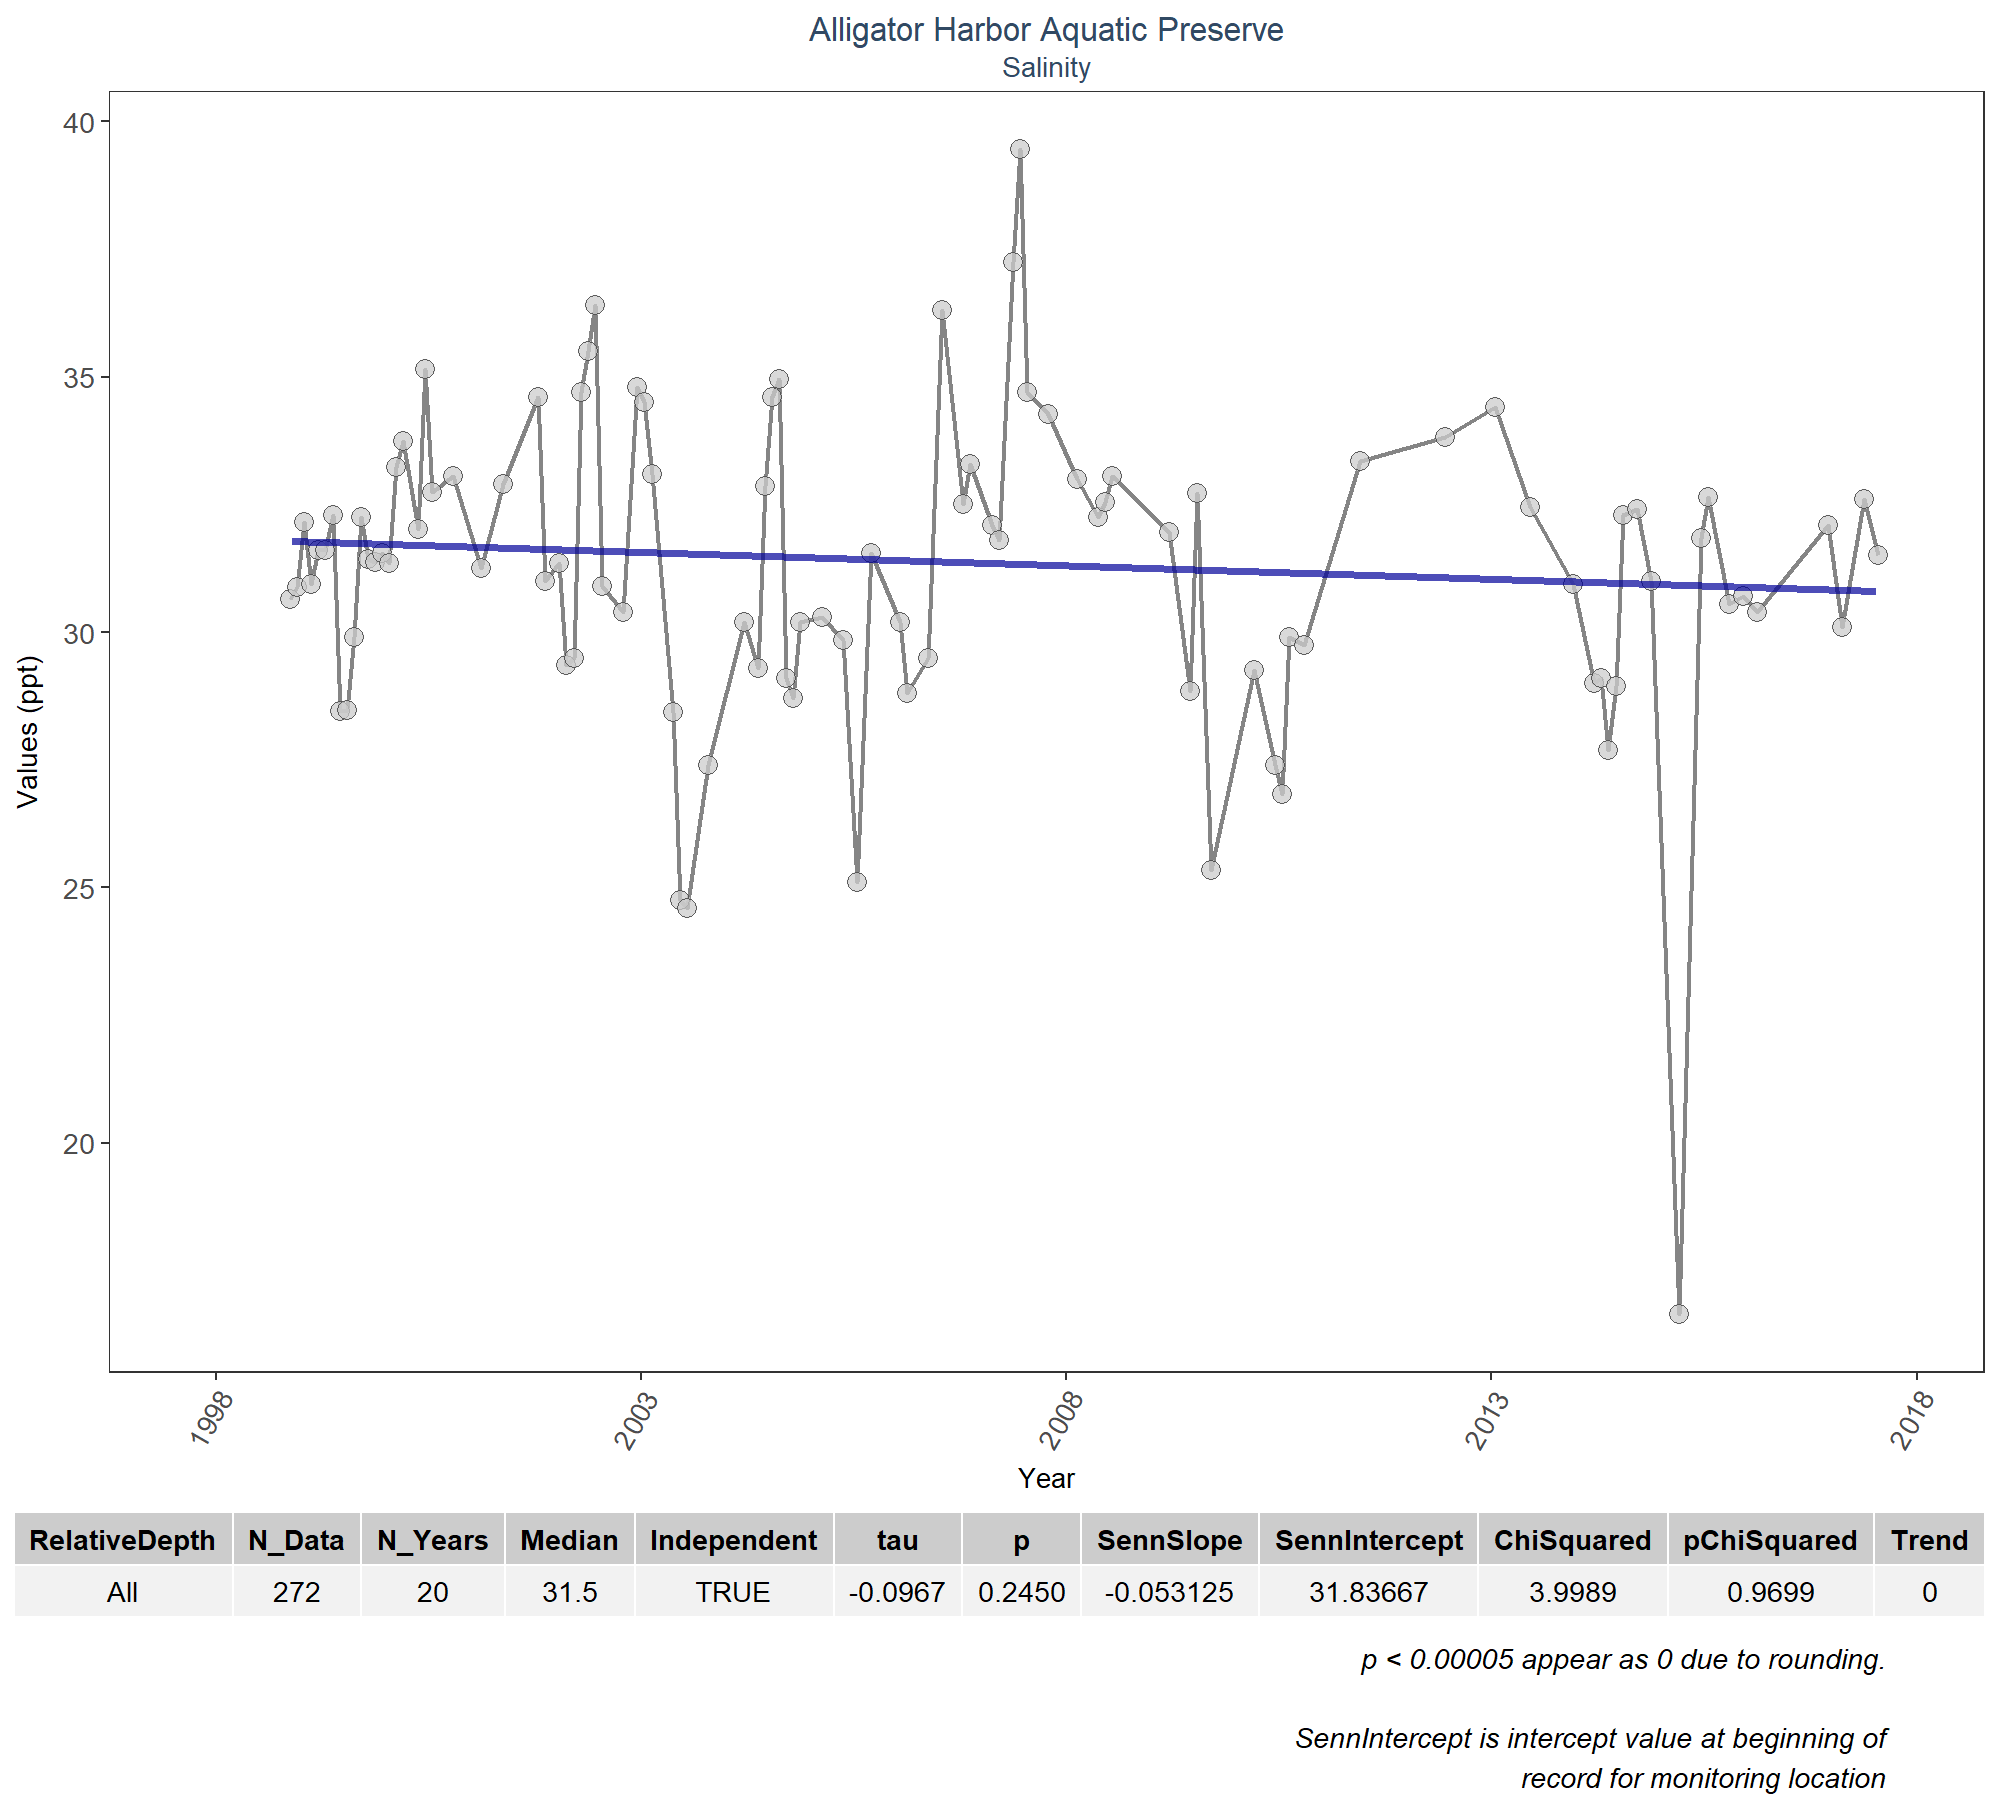 Alligator Harbor Aquatic Preserve
Salinity
40
35
30
25
20
Values (ppt)
1998
2003
2008
2013
2018
Year
RelativeDepth N_Data N_Years Median Independent tau p SennSlope SennIntercept ChiSquared pChiSquared Trend
All 272 20 31.5 TRUE -0.0967 0.2450 -0.053125 31.83667 3.9989 0.9699 0
p < 0.00005 appear as 0 due to rounding.
SennIntercept is intercept value at beginning of
record for monitoring location